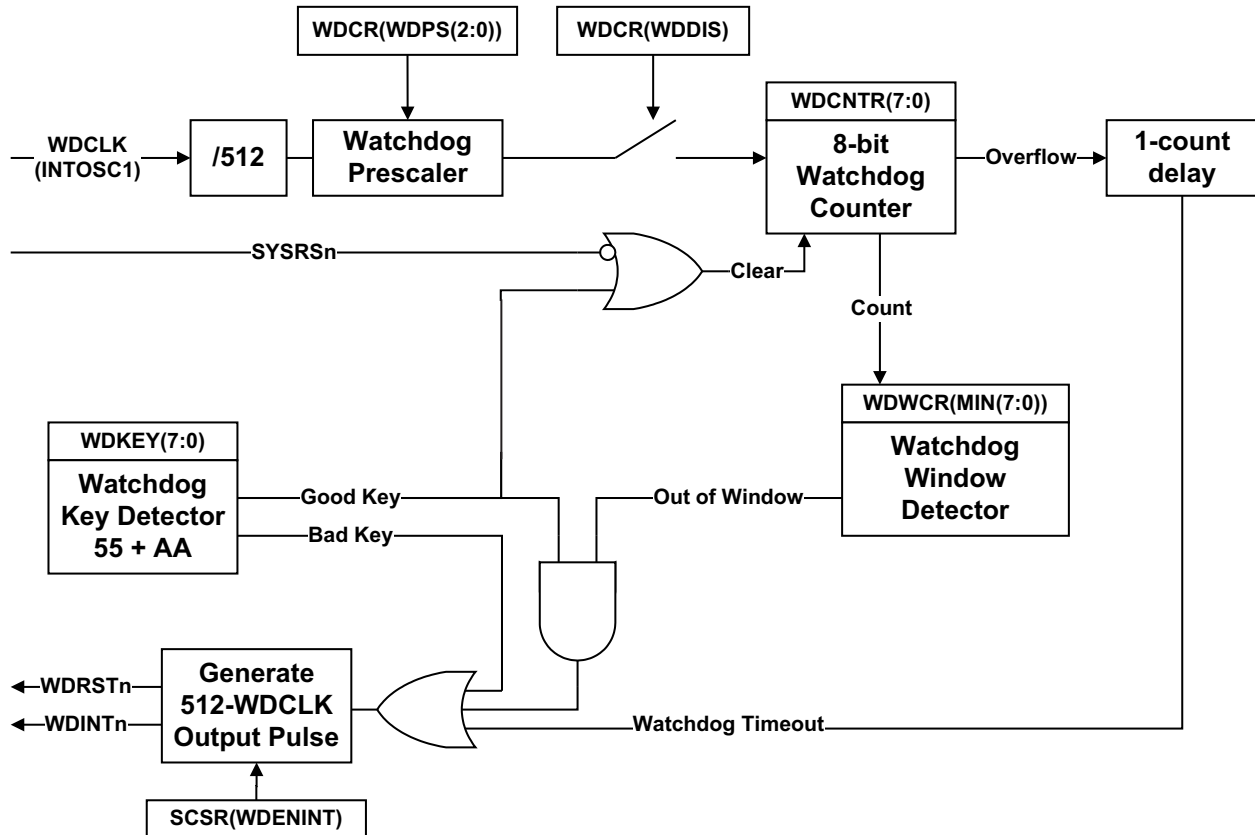 WDCR(WDPS(2:0))
WDCR(WDDIS)
WDCNTR(7:0)
WDCLK
(INTOSC1)
/512
Watchdog
Prescaler
8-bit
Watchdog
Counter
Overflow
1-count
delay
SYSRSn
Clear
Count
WDWCR(MIN(7:0))
Watchdog
Window
Detector
WDKEY(7:0)
Watchdog
Key Detector
55 + AA
Good Key
Bad Key
Out of Window
Generate
512-WDCLK
Output Pulse
WDRSTn
WDINTn
Watchdog Timeout
SCSR(WDENINT)